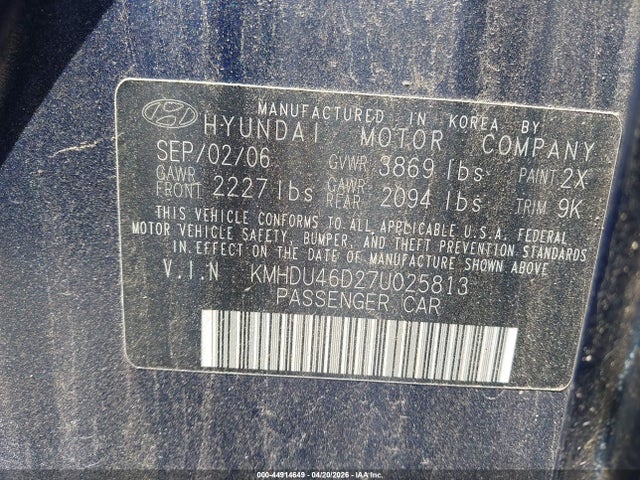 MANUFACTURED IN KOREA BY
HYUNDAI MOTOR COMPANY
SEP/02/06 GVWR 3869 lbs PAINT 2X
GAWR FRONT 2227 lbs GAWR REAR 2094 lbs TRIM 9K
THIS VEHICLE CONFORMS TO ALL APPLICABLE U.S.A. FEDERAL
MOTOR VEHICLE SAFETY, BUMPER, AND THEFT PREVENTION STANDARDS
IN EFFECT ON THE DATE OF MANUFACTURE SHOWN ABOVE
V.I.N KMHDU46D27U025813
PASSENGER CAR
000-44914649 - 04/20/2026 - IAA Inc.